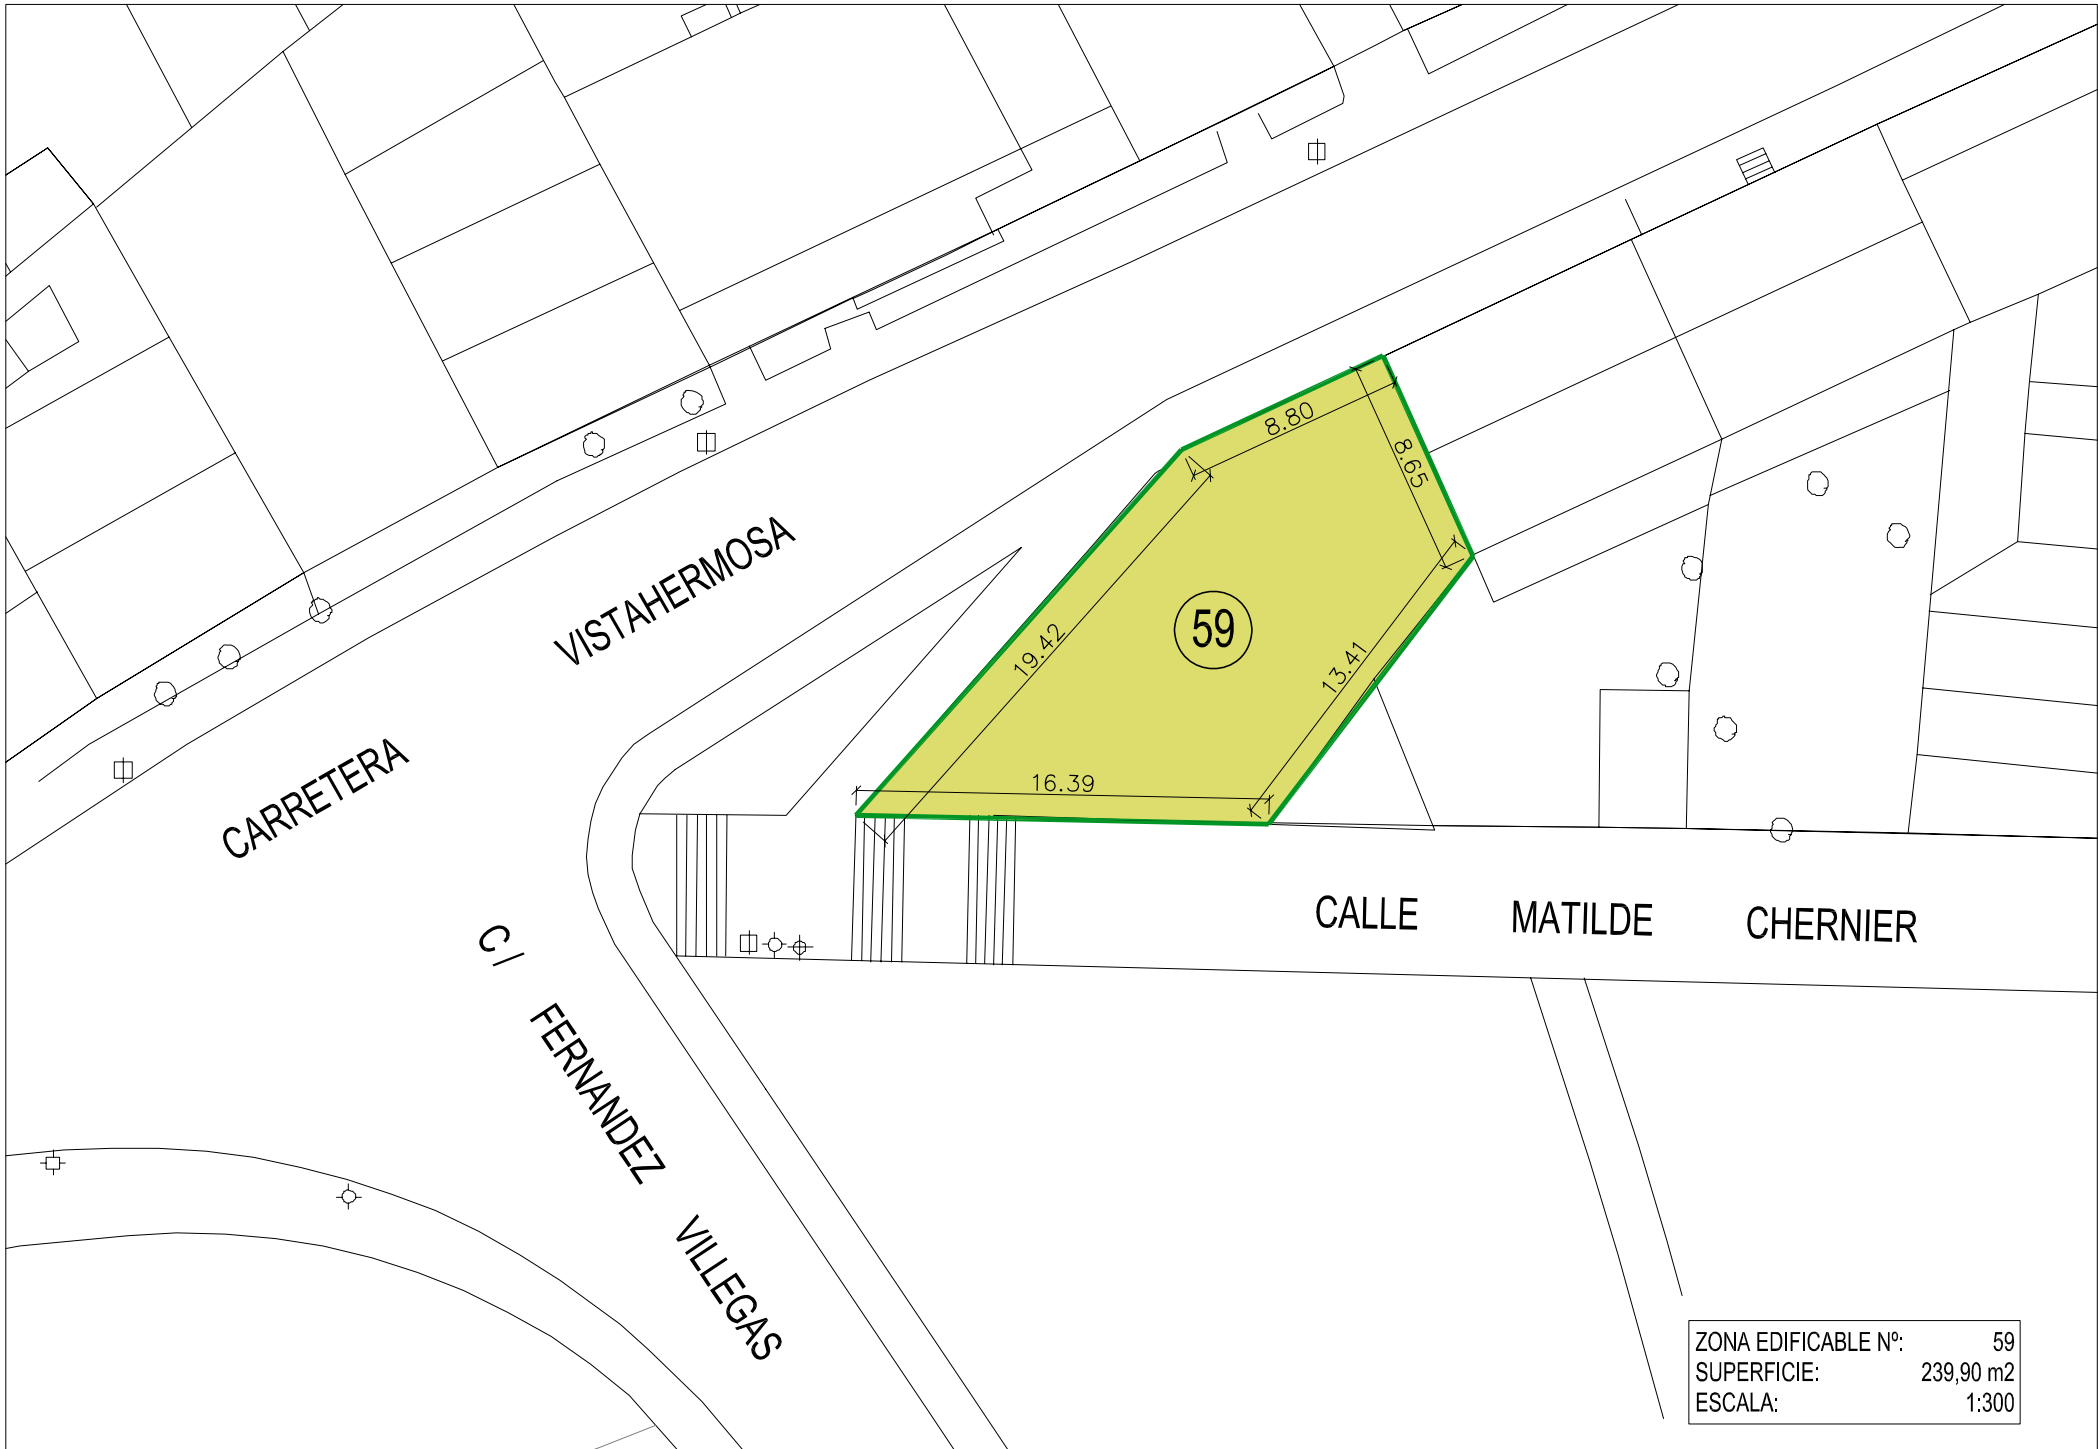 8.80
8.65
VISTAHERMOSA
59
19.42
13.41
CARRETERA
16.39
CALLE MATILDE CHERNIER
C/ FERNANDEZ VILLEGAS
ZONA EDIFICABLE Nº: 59
SUPERFICIE: 239,90 m2
ESCALA: 1:300